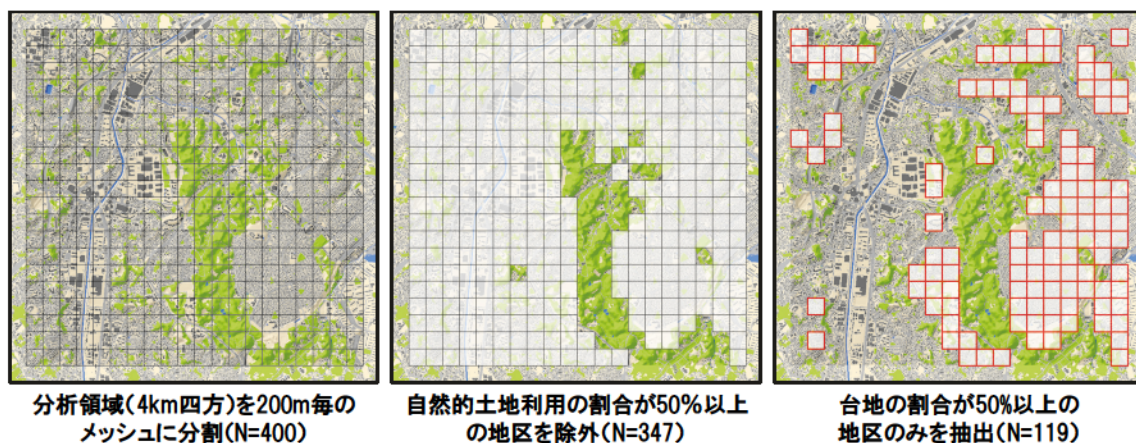 分析領域(4km四方)を200m毎の
メッシュに分割(N=400)
自然的土地利用の割合が50%以上
の地区を除外(N=347)
台地の割合が50%以上の
地区のみを抽出(N=119)